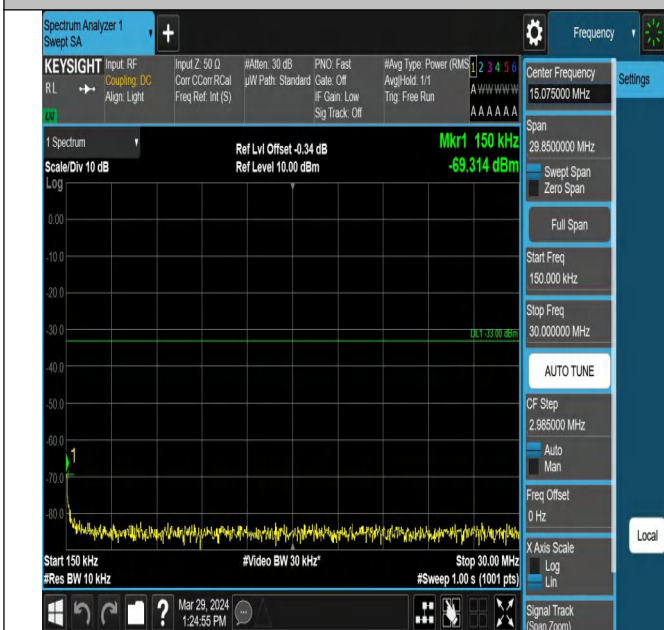 Spectrum Analyzer 1
Swept SA
Frequency
KEYSIGHT
RL
Input: RF
Coupling: DC
Align: Light
Input Z: 50 Ω
Corr CCorr RCal
Freq Ref: Int (S)
#Atten: 30 dB
µW Path: Standard
PNO: Fast
Gate: Off
IF Gain: Low
Sig Track: Off
#Avg Type: Power (RMS)
Avg|Hold: 1/1
Trig: Free Run
1 2 3 4 5 6
A W W W W W
A A A A A A
1 Spectrum
Scale/Div 10 dB
Ref Lvl Offset -0.34 dB
Ref Level 10.00 dBm
Mkr1 150 kHz
-69.314 dBm
Log
0.00
-10.0
-20.0
-30.0
-40.0
-50.0
-60.0
-70.0
-80.0
DL1 -33.00 dBm
1
Start 150 kHz
#Res BW 10 kHz
#Video BW 30 kHz*
Stop 30.00 MHz
#Sweep 1.00 s (1001 pts)
Mar 29, 2024
1:24:55 PM
Center Frequency
15.075000 MHz
Settings
Span
29.8500000 MHz
Swept Span
Zero Span
Full Span
Start Freq
150.000 kHz
Stop Freq
30.000000 MHz
AUTO TUNE
CF Step
2.985000 MHz
Auto
Man
Freq Offset
0 Hz
X Axis Scale
Log
Lin
Local
Signal Track
(Span Zoom)